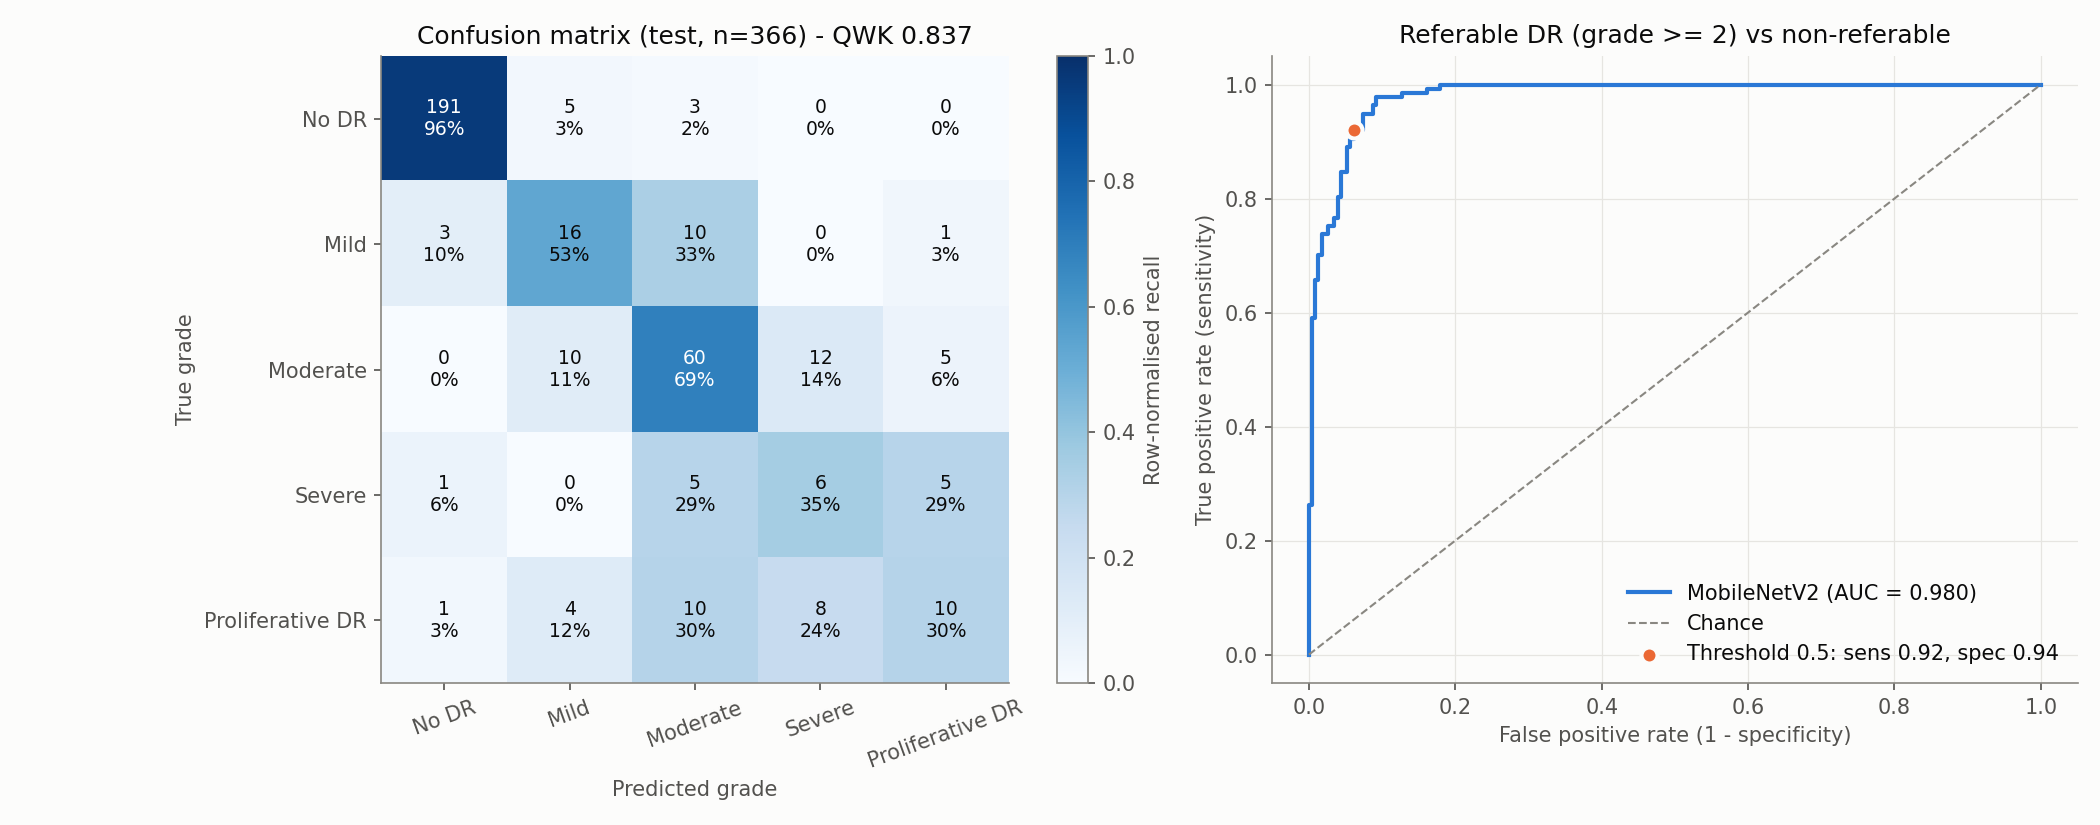 Confusion matrix (test, n=366) - QWK 0.837
True grade
No DR
191 5 3 0 0
96% 3% 2% 0% 0%
Mild
3 16 10 0 1
10% 53% 33% 0% 3%
Moderate
0 10 60 12 5
0% 11% 69% 14% 6%
Severe
1 0 5 6 5
6% 0% 29% 35% 29%
Proliferative DR
1 4 10 8 10
3% 12% 30% 24% 30%
No DR Mild Moderate Severe Proliferative DR
Predicted grade
1.0
0.8
0.6
0.4
0.2
0.0
Row-normalised recall
Referable DR (grade >= 2) vs non-referable
True positive rate (sensitivity)
1.0
0.8
0.6
0.4
0.2
0.0
MobileNetV2 (AUC = 0.980)
Chance
Threshold 0.5: sens 0.92, spec 0.94
0.0 0.2 0.4 0.6 0.8 1.0
False positive rate (1 - specificity)